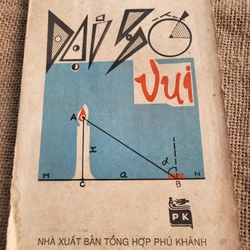 ĐẠI SỐ
vui
A
x
d
M
C
a
B
N
PK
NHÀ XUẤT BẢN TỔNG HỢP PHÚ KHÁNH